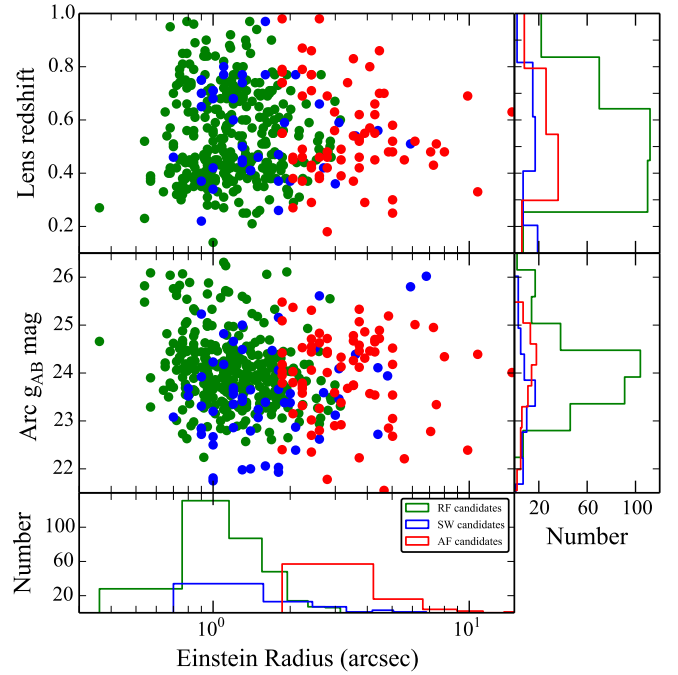 1.0
0.8
0.6
0.4
0.2
Lens redshift
26
25
24
23
22
Arc g_AB mag
20 60 100
Number
100
60
20
Number
RF candidates
SW candidates
AF candidates
10^0 10^1
Einstein Radius (arcsec)